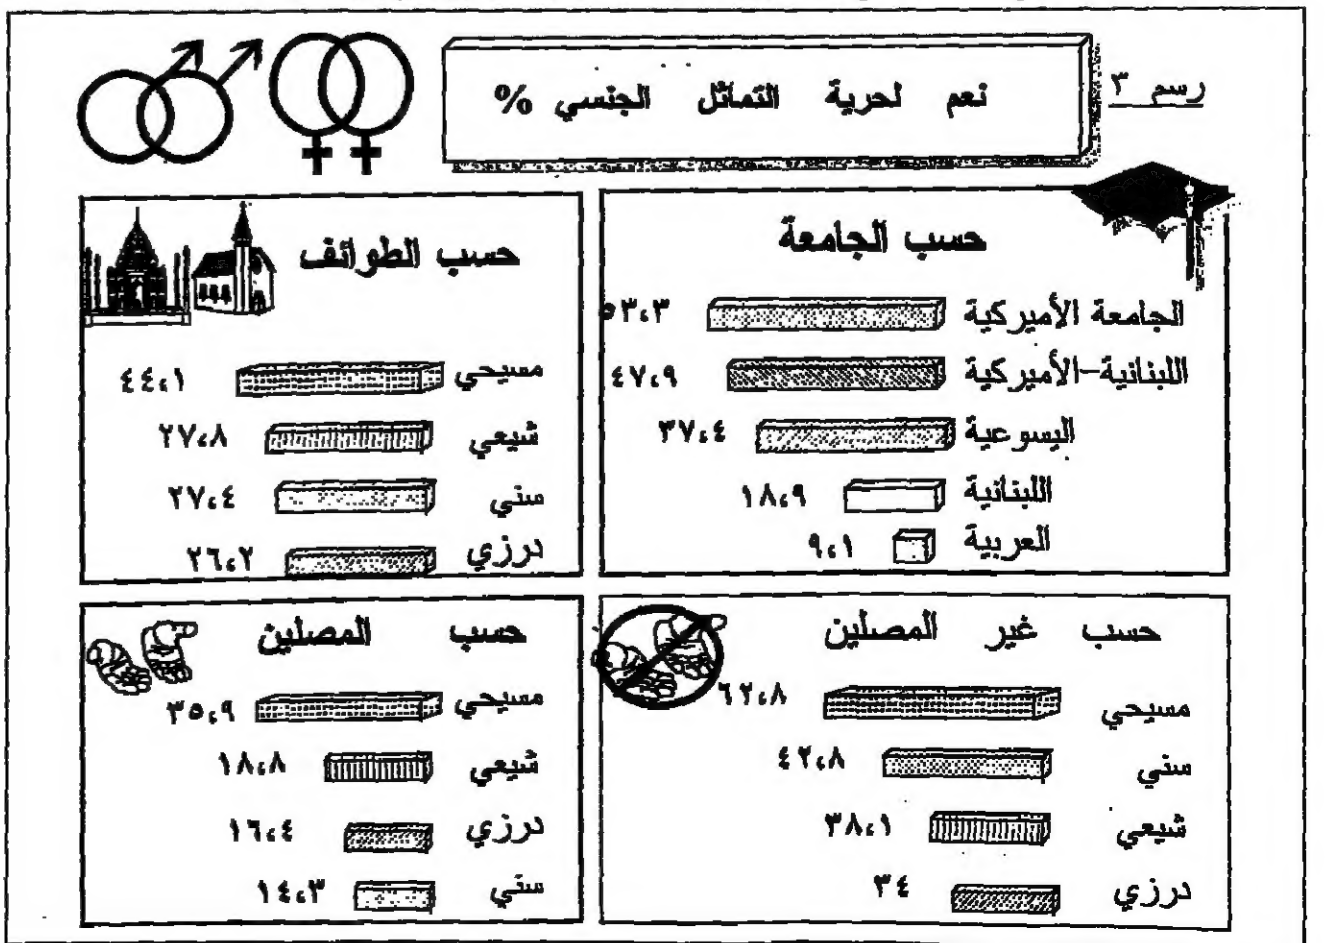 رسم ٣
نعم لحرية التماثل الجنسي %
حسب الجامعة
الجامعة الأميركية ٥٣،٣
اللبنانية-الأميركية ٤٧،٩
اليسوعية ٣٧،٤
اللبنانية ١٨،٩
العربية ٩،١
حسب الطوائف
مسيحي ٤٤،١
شيعي ٢٧،٨
سني ٢٧،٤
درزي ٢٦،٢
حسب غير المصلين
مسيحي ٦٢،٨
سني ٤٢،٨
شيعي ٣٨،١
درزي ٣٤
حسب المصلين
مسيحي ٣٥،٩
شيعي ١٨،٨
درزي ١٦،٤
سني ١٤،٣